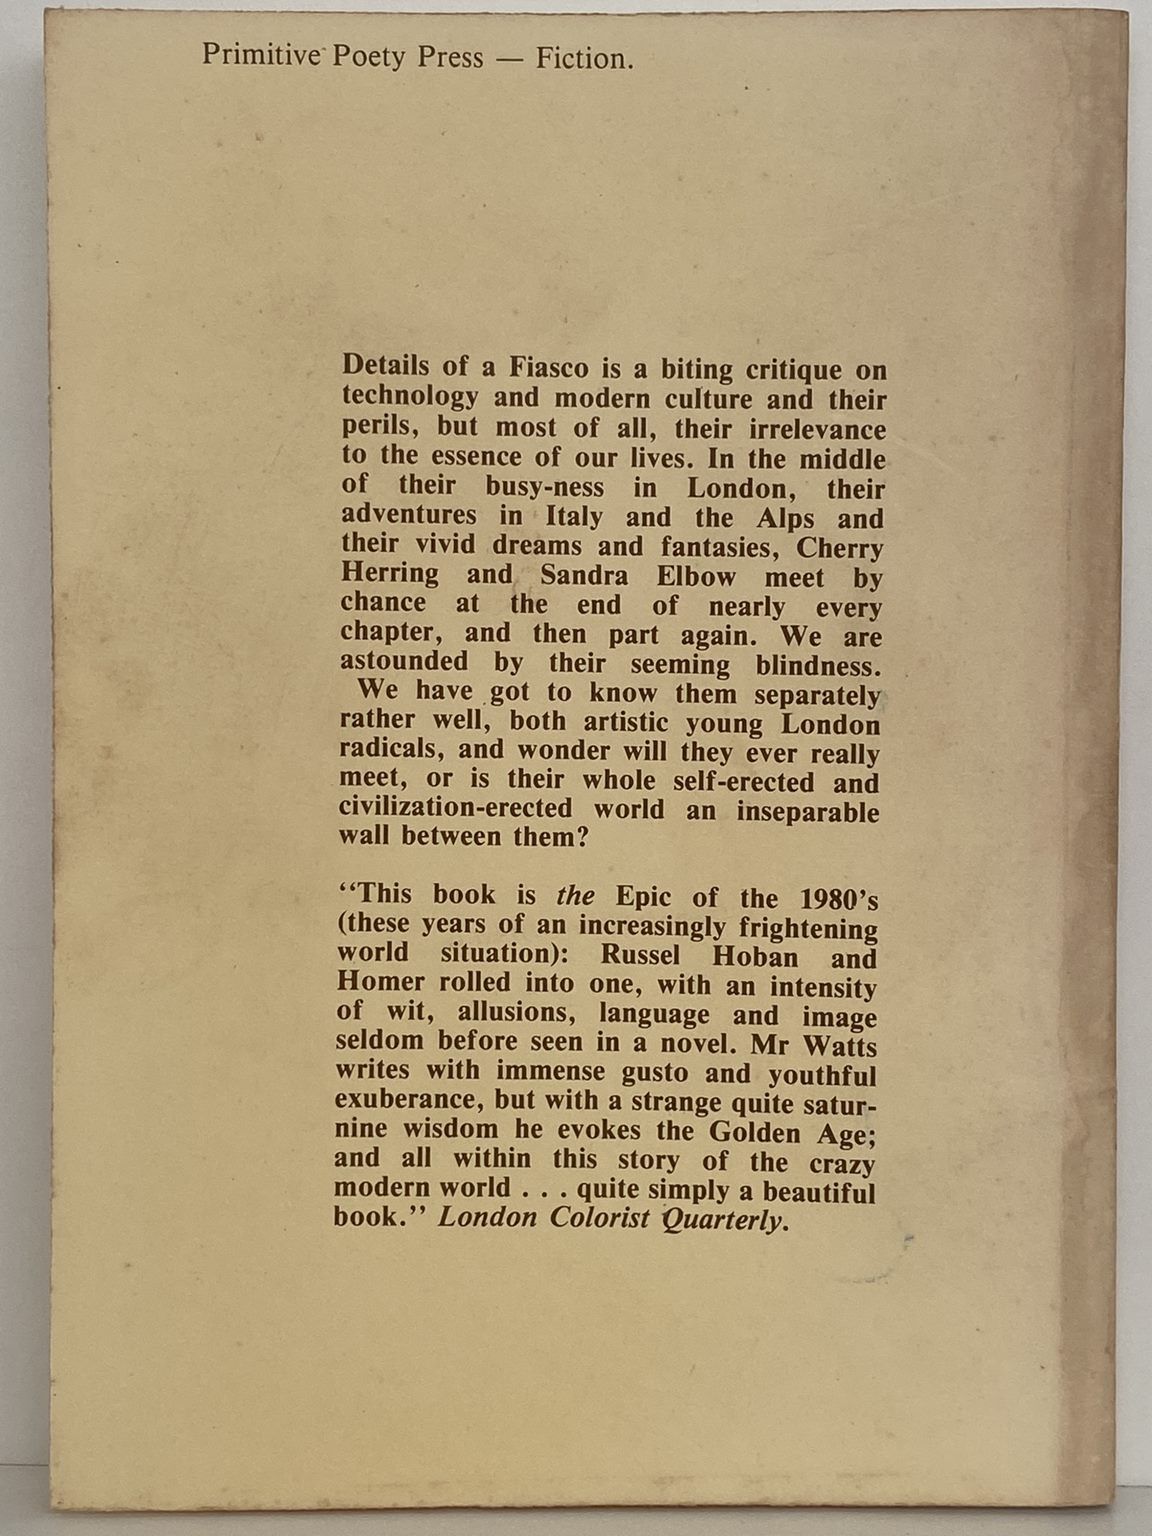 Primitive Poety Press — Fiction.
Details of a Fiasco is a biting critique on
technology and modern culture and their
perils, but most of all, their irrelevance
to the essence of our lives. In the middle
of their busy-ness in London, their
adventures in Italy and the Alps and
their vivid dreams and fantasies, Cherry
Herring and Sandra Elbow meet by
chance at the end of nearly every
chapter, and then part again. We are
astounded by their seeming blindness.
We have got to know them separately
rather well, both artistic young London
radicals, and wonder will they ever really
meet, or is their whole self-erected and
civilization-erected world an inseparable
wall between them?
‘‘This book is the Epic of the 1980’s
(these years of an increasingly frightening
world situation): Russel Hoban and
Homer rolled into one, with an intensity
of wit, allusions, language and image
seldom before seen in a novel. Mr Watts
writes with immense gusto and youthful
exuberance, but with a strange quite satur-
nine wisdom he evokes the Golden Age;
and all within this story of the crazy
modern world . . . quite simply a beautiful
book.’’ London Colorist Quarterly.